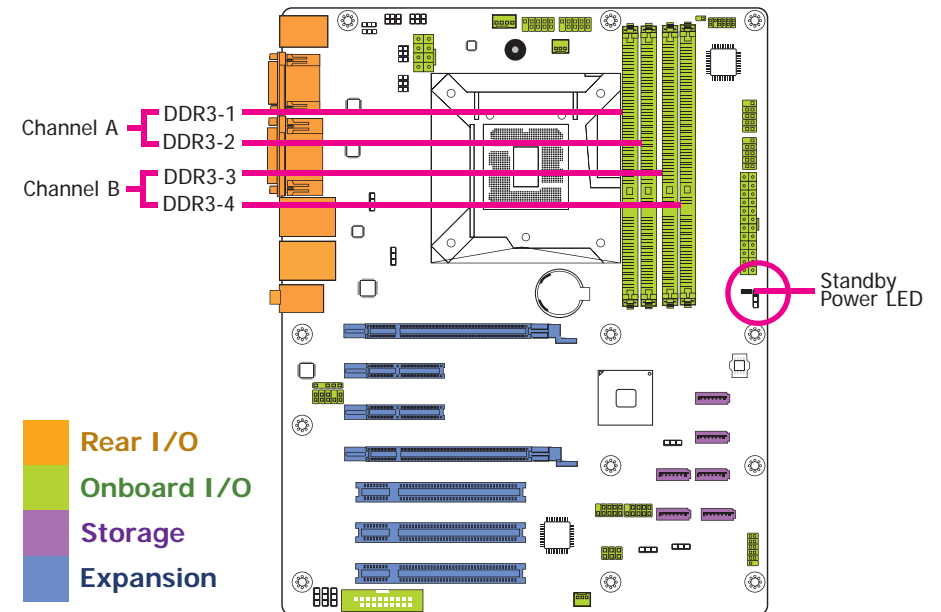 Channel A
DDR3-1
DDR3-2
Channel B
DDR3-3
DDR3-4
Standby
Power LED
Rear I/O
Onboard I/O
Storage
Expansion